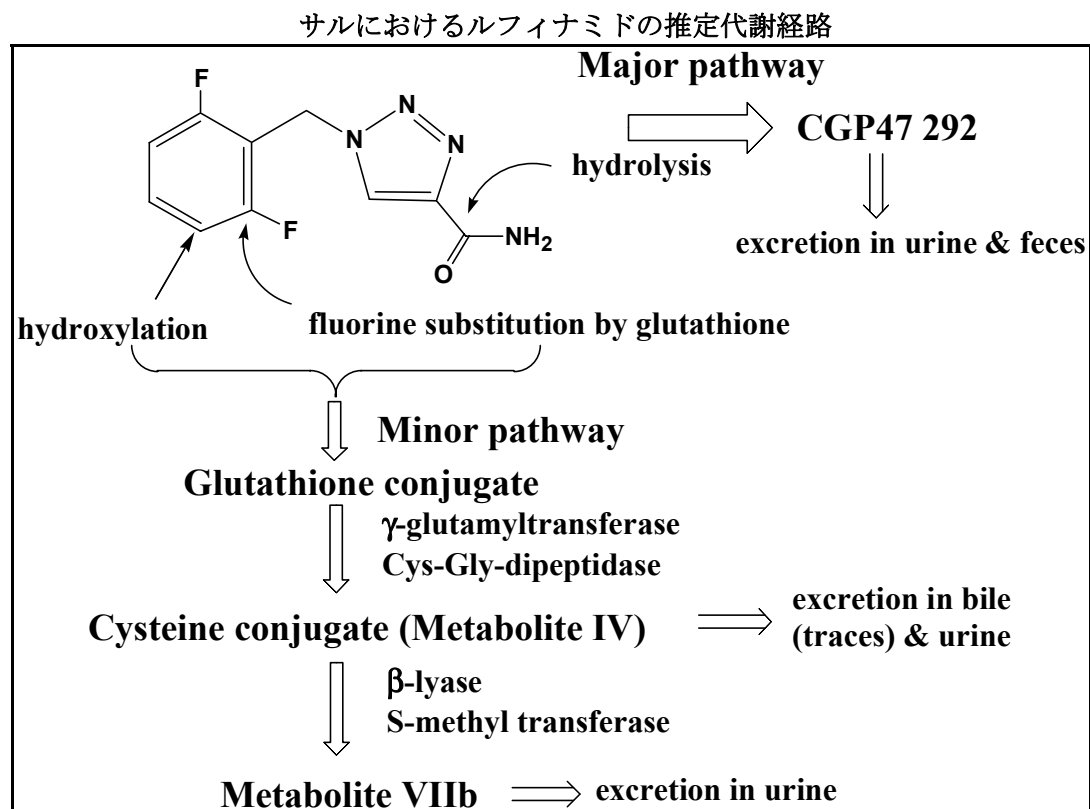 サルにおけるルフィナミドの推定代謝経路
Major pathway
F
N
N
N
CGP47 292
hydrolysis
F
NH2
O
excretion in urine & feces
hydroxylation
fluorine substitution by glutathione
Minor pathway
Glutathione conjugate
γ-glutamyltransferase
Cys-Gly-dipeptidase
Cysteine conjugate (Metabolite IV)
excretion in bile
(traces) & urine
β-lyase
S-methyl transferase
Metabolite VIIb
excretion in urine